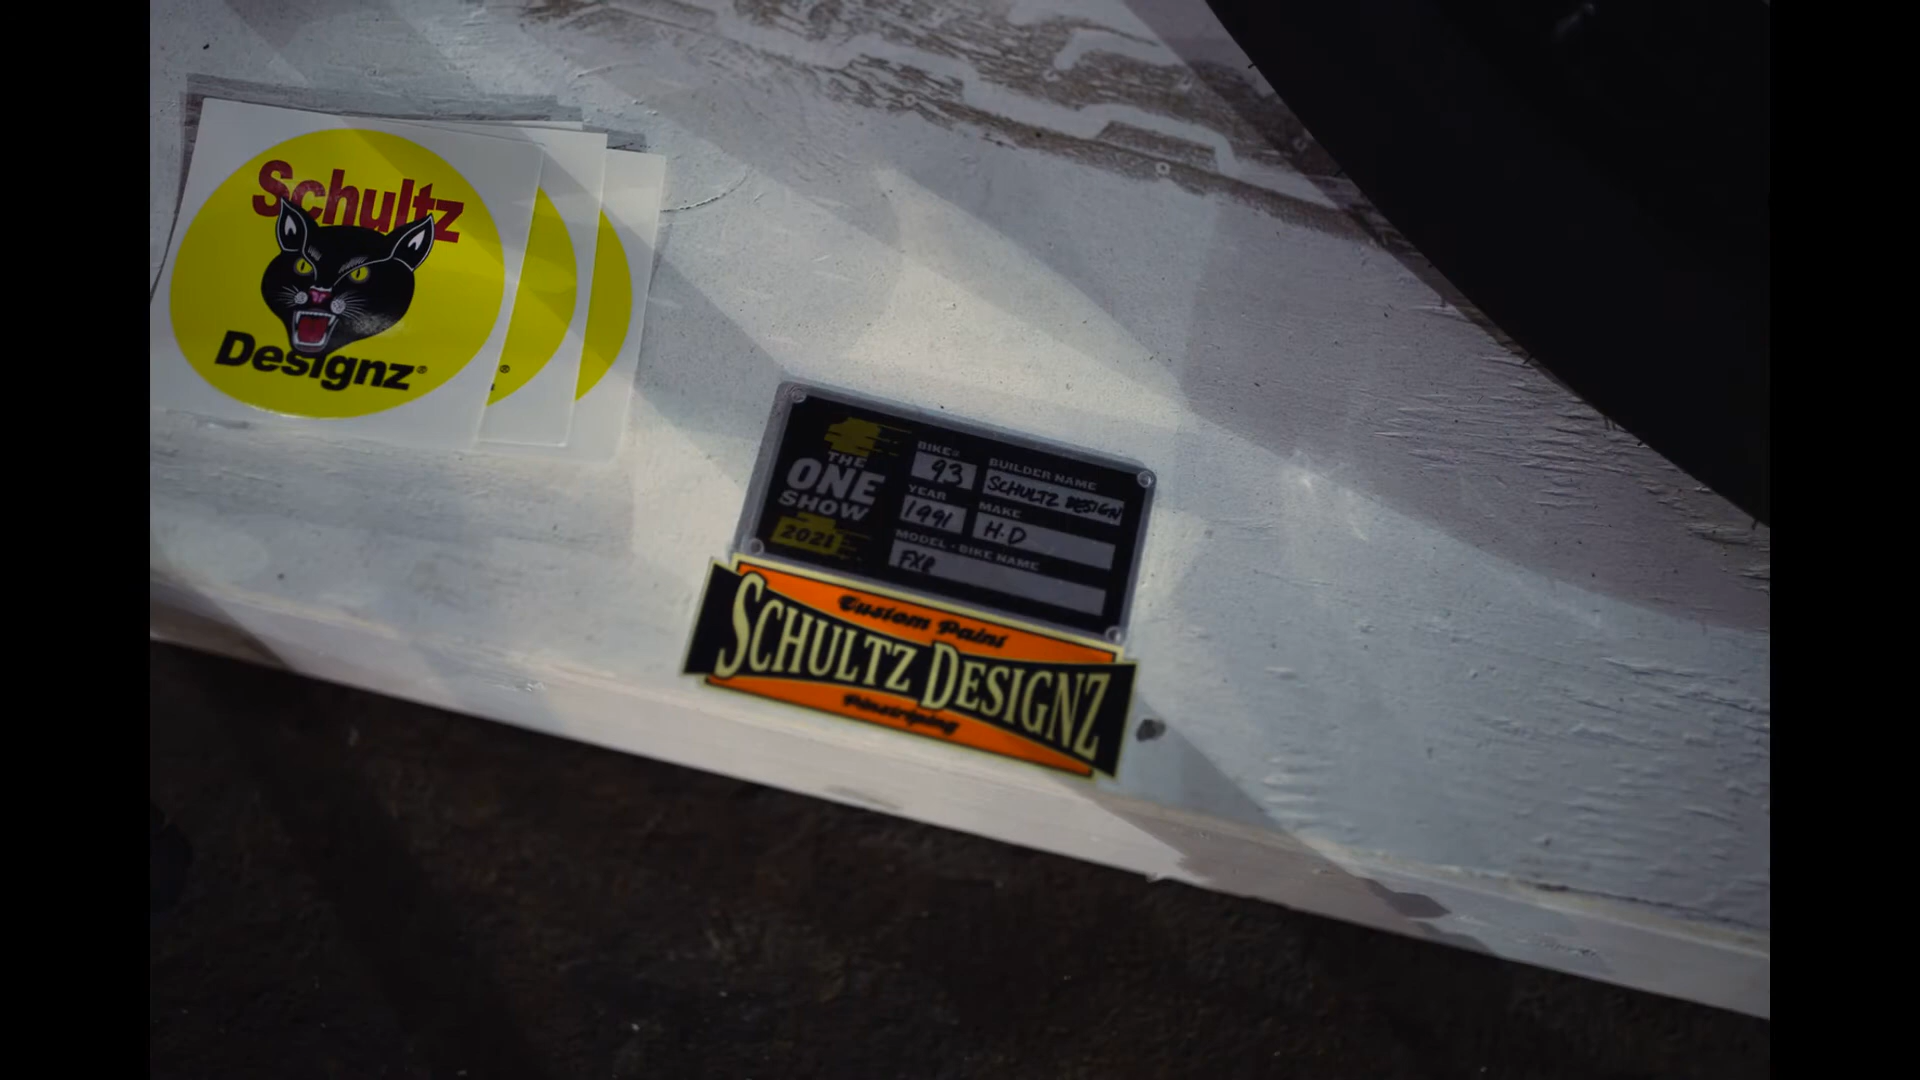 Schultz
Designz®
®
THE
ONE
SHOW
2021
BIKE#
93
BUILDER NAME
SCHULTZ DESIGN
YEAR
1991
MAKE
H-D
MODEL - BIKE NAME
FXR
Custom Paint
SCHULTZ DESIGNZ
Pinstriping